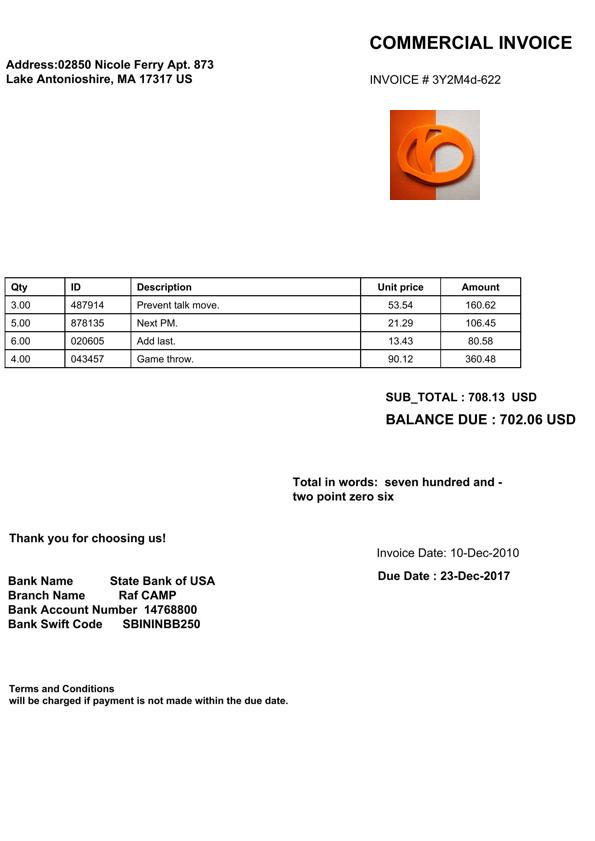 COMMERCIAL INVOICE
Address:02850 Nicole Ferry Apt. 873
Lake Antonioshire, MA 17317 US
INVOICE # 3Y2M4d-622
Qty ID Description Unit price Amount
3.00 487914 Prevent talk move. 53.54 160.62
5.00 878135 Next PM. 21.29 106.45
6.00 020605 Add last. 13.43 80.58
4.00 043457 Game throw. 90.12 360.48
SUB_TOTAL : 708.13 USD
BALANCE DUE : 702.06 USD
Total in words: seven hundred and -
two point zero six
Thank you for choosing us!
Invoice Date: 10-Dec-2010
Due Date : 23-Dec-2017
Bank Name State Bank of USA
Branch Name Raf CAMP
Bank Account Number 14768800
Bank Swift Code SBININBB250
Terms and Conditions
will be charged if payment is not made within the due date.